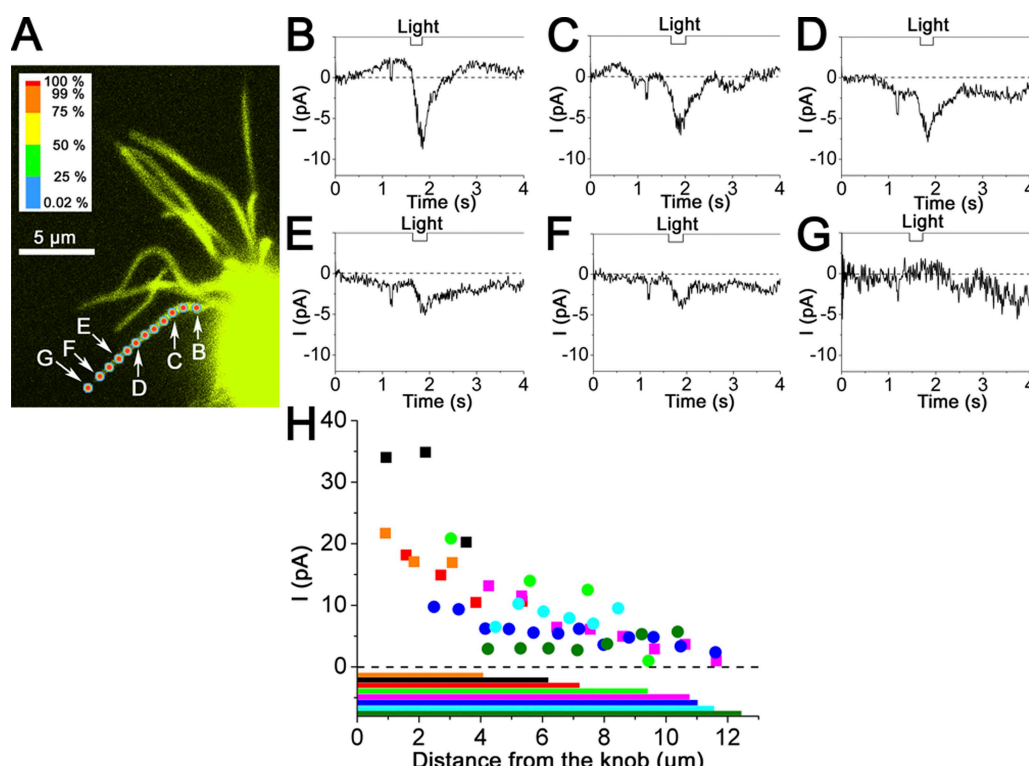 A
100 %
99 %
75 %
50 %
25 %
0.02 %
5 µm
E
F
G
D
C
B
B
Light
I (pA)
0
-5
-10
0 1 2 3 4
Time (s)
C
Light
I (pA)
0
-5
-10
0 1 2 3 4
Time (s)
D
Light
I (pA)
0
-5
-10
0 1 2 3 4
Time (s)
E
Light
I (pA)
0
-5
-10
0 1 2 3 4
Time (s)
F
Light
I (pA)
0
-5
-10
0 1 2 3 4
Time (s)
G
Light
I (pA)
0
-5
-10
0 1 2 3 4
Time (s)
H
I (pA)
40
30
20
10
0
0 2 4 6 8 10 12
Distance from the knob (µm)